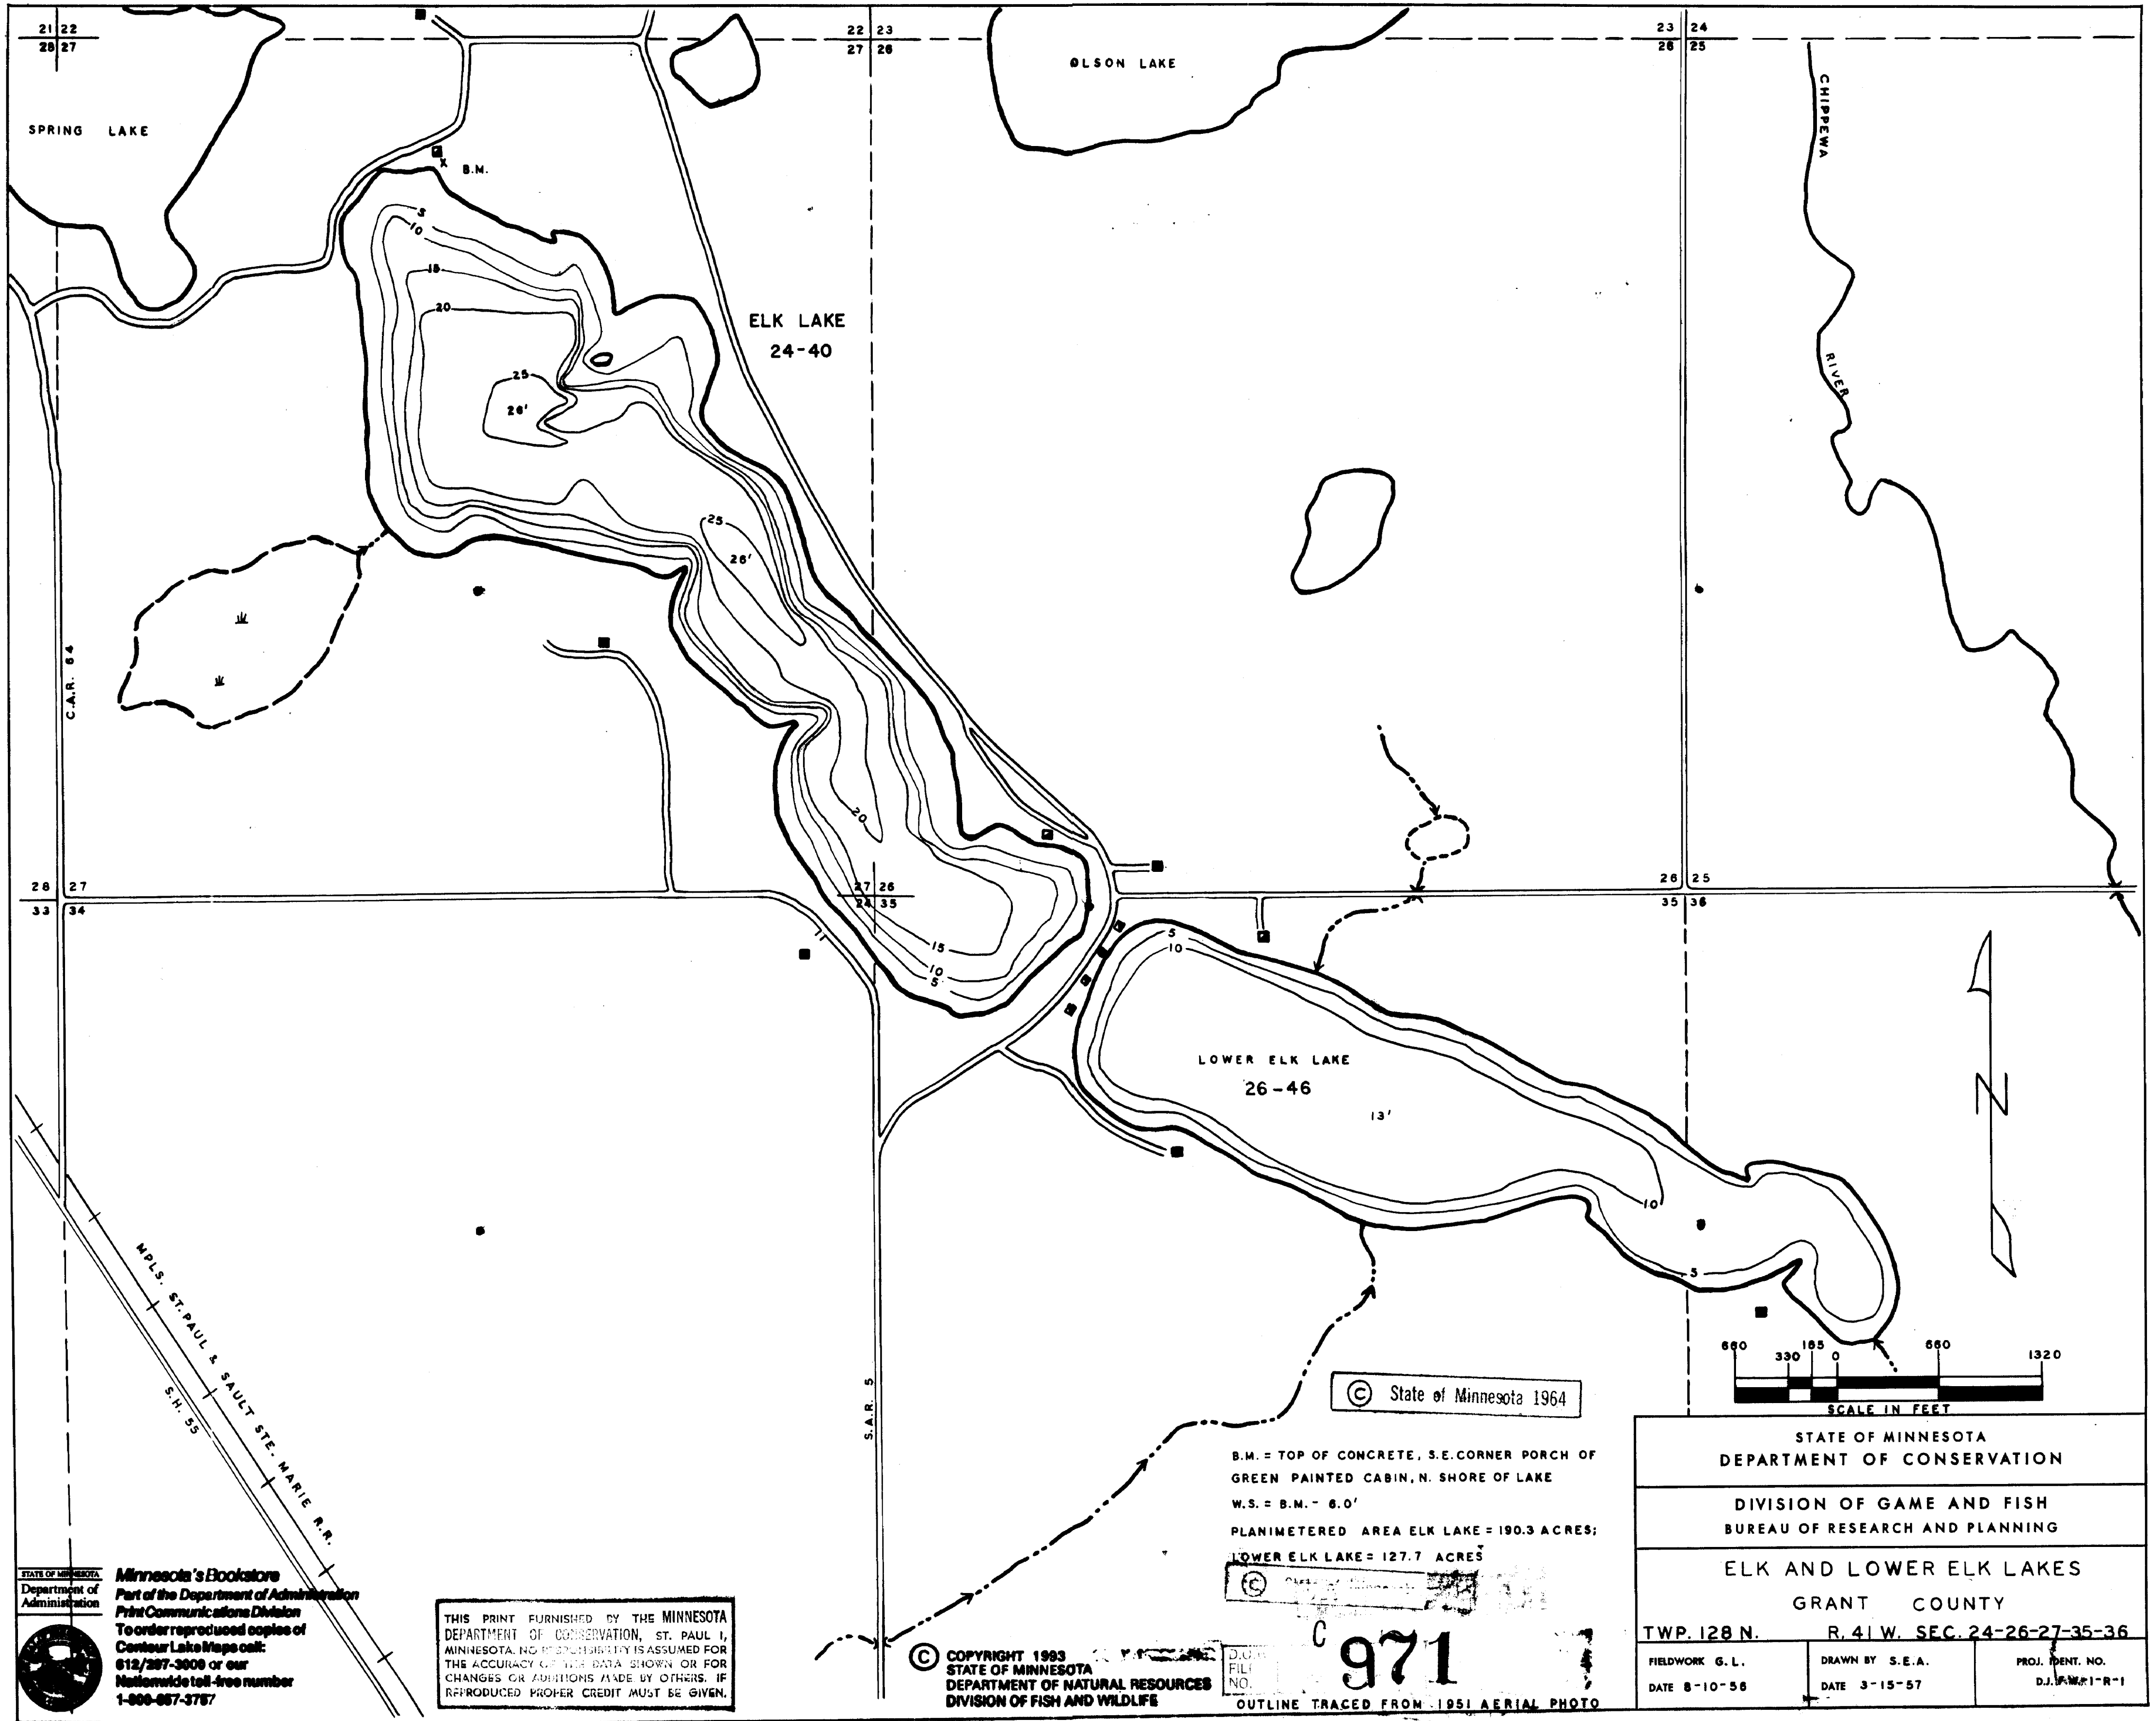 21 22
28 27
22 23
27 26
23 24
26 25
OLSON LAKE
SPRING LAKE
CHIPPEWA
B.M.
5
10
15
20
ELK LAKE
24-40
RIVER
25
26'
25
26'
C.A.R. 64
20
28 27
33 34
27 26
24 35
26 25
35 36
15
10
5
5
10
LOWER ELK LAKE
26-46
13'
10
5
N
MPLS. ST. PAUL & SAULT STE. MARIE R.R.
S.H. 55
S.A.R. 5
660 330 165 0 660 1320
SCALE IN FEET
© State of Minnesota 1964
B.M. = TOP OF CONCRETE, S.E. CORNER PORCH OF
GREEN PAINTED CABIN, N. SHORE OF LAKE
W.S. = B.M. - 6.0'
PLANIMETERED AREA ELK LAKE = 190.3 ACRES;
LOWER ELK LAKE = 127.7 ACRES
© State of Minnesota
STATE OF MINNESOTA
DEPARTMENT OF CONSERVATION
DIVISION OF GAME AND FISH
BUREAU OF RESEARCH AND PLANNING
ELK AND LOWER ELK LAKES
GRANT COUNTY
TWP. 128 N. R. 41 W. SEC. 24-26-27-35-36
FIELDWORK G.L.
DATE 8-10-56
DRAWN BY S.E.A.
DATE 3-15-57
PROJ. IDENT. NO.
D.J. F.W. 1-R-1
STATE OF MINNESOTA
Department of
Administration
Minnesota's Bookstore
Part of the Department of Administration
Print Communications Division
To order reproduced copies of
Contour Lake Maps call:
612/297-3000 or our
Nationwide toll-free number
1-800-657-3757
THIS PRINT FURNISHED BY THE MINNESOTA
DEPARTMENT OF CONSERVATION, ST. PAUL 1,
MINNESOTA. NO RESPONSIBILITY IS ASSUMED FOR
THE ACCURACY OF THE DATA SHOWN OR FOR
CHANGES OR ADDITIONS MADE BY OTHERS. IF
REPRODUCED PROPER CREDIT MUST BE GIVEN.
© COPYRIGHT 1993
STATE OF MINNESOTA
DEPARTMENT OF NATURAL RESOURCES
DIVISION OF FISH AND WILDLIFE
FILE
NO.
C 971
OUTLINE TRACED FROM 1951 AERIAL PHOTO